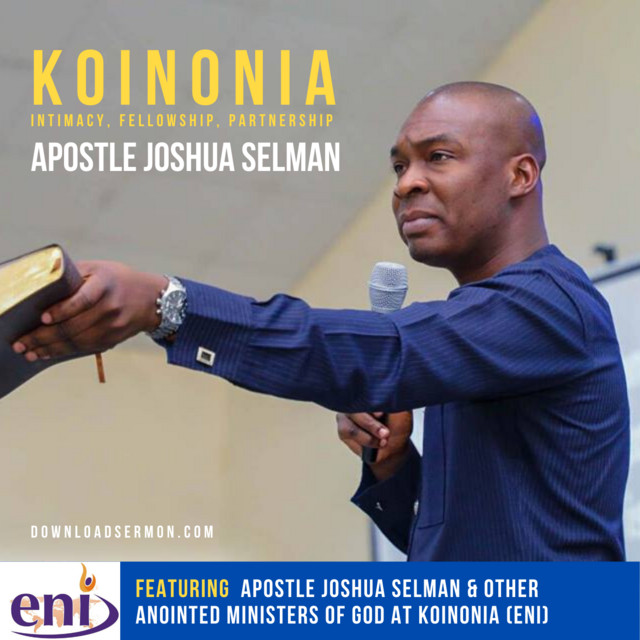 KOINONIA
INTIMACY, FELLOWSHIP, PARTNERSHIP
APOSTLE JOSHUA SELMAN
DOWNLOADSERMON.COM
eni
FEATURING APOSTLE JOSHUA SELMAN & OTHER
ANOINTED MINISTERS OF GOD AT KOINONIA (ENI)